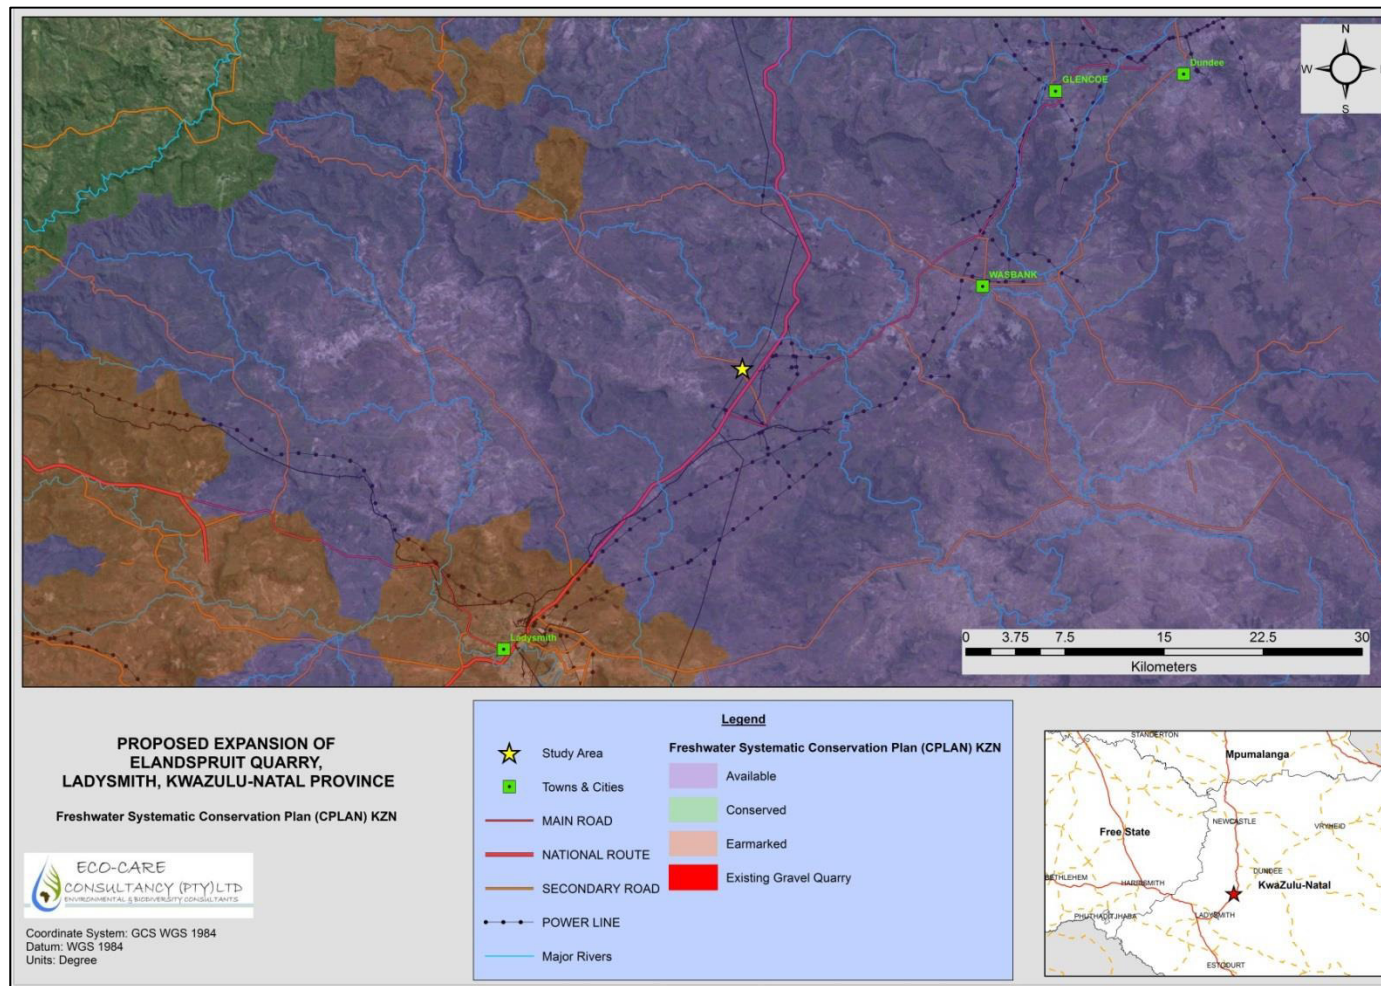 N
W
S
Dundee
GLENCOE
WASBANK
Ladysmith
0 3.75 7.5 15 22.5 30
Kilometers
PROPOSED EXPANSION OF
ELANDSPRUIT QUARRY,
LADYSMITH, KWAZULU-NATAL PROVINCE
Freshwater Systematic Conservation Plan (CPLAN) KZN
ECO-CARE
CONSULTANCY (PTY)LTD
ENVIRONMENTAL & BIODIVERSITY CONSULTANTS
Coordinate System: GCS WGS 1984
Datum: WGS 1984
Units: Degree
Legend
Study Area
Towns & Cities
MAIN ROAD
NATIONAL ROUTE
SECONDARY ROAD
POWER LINE
Major Rivers
Freshwater Systematic Conservation Plan (CPLAN) KZN
Available
Conserved
Earmarked
Existing Gravel Quarry
STANDERTON
Mpumalanga
NEWCASTLE
VRYHEID
Free State
DUNDEE
BETHLEHEM
HARRISMITH
KwaZulu-Natal
PHUTHADITJHABA
LADYSMITH
ESTCOURT